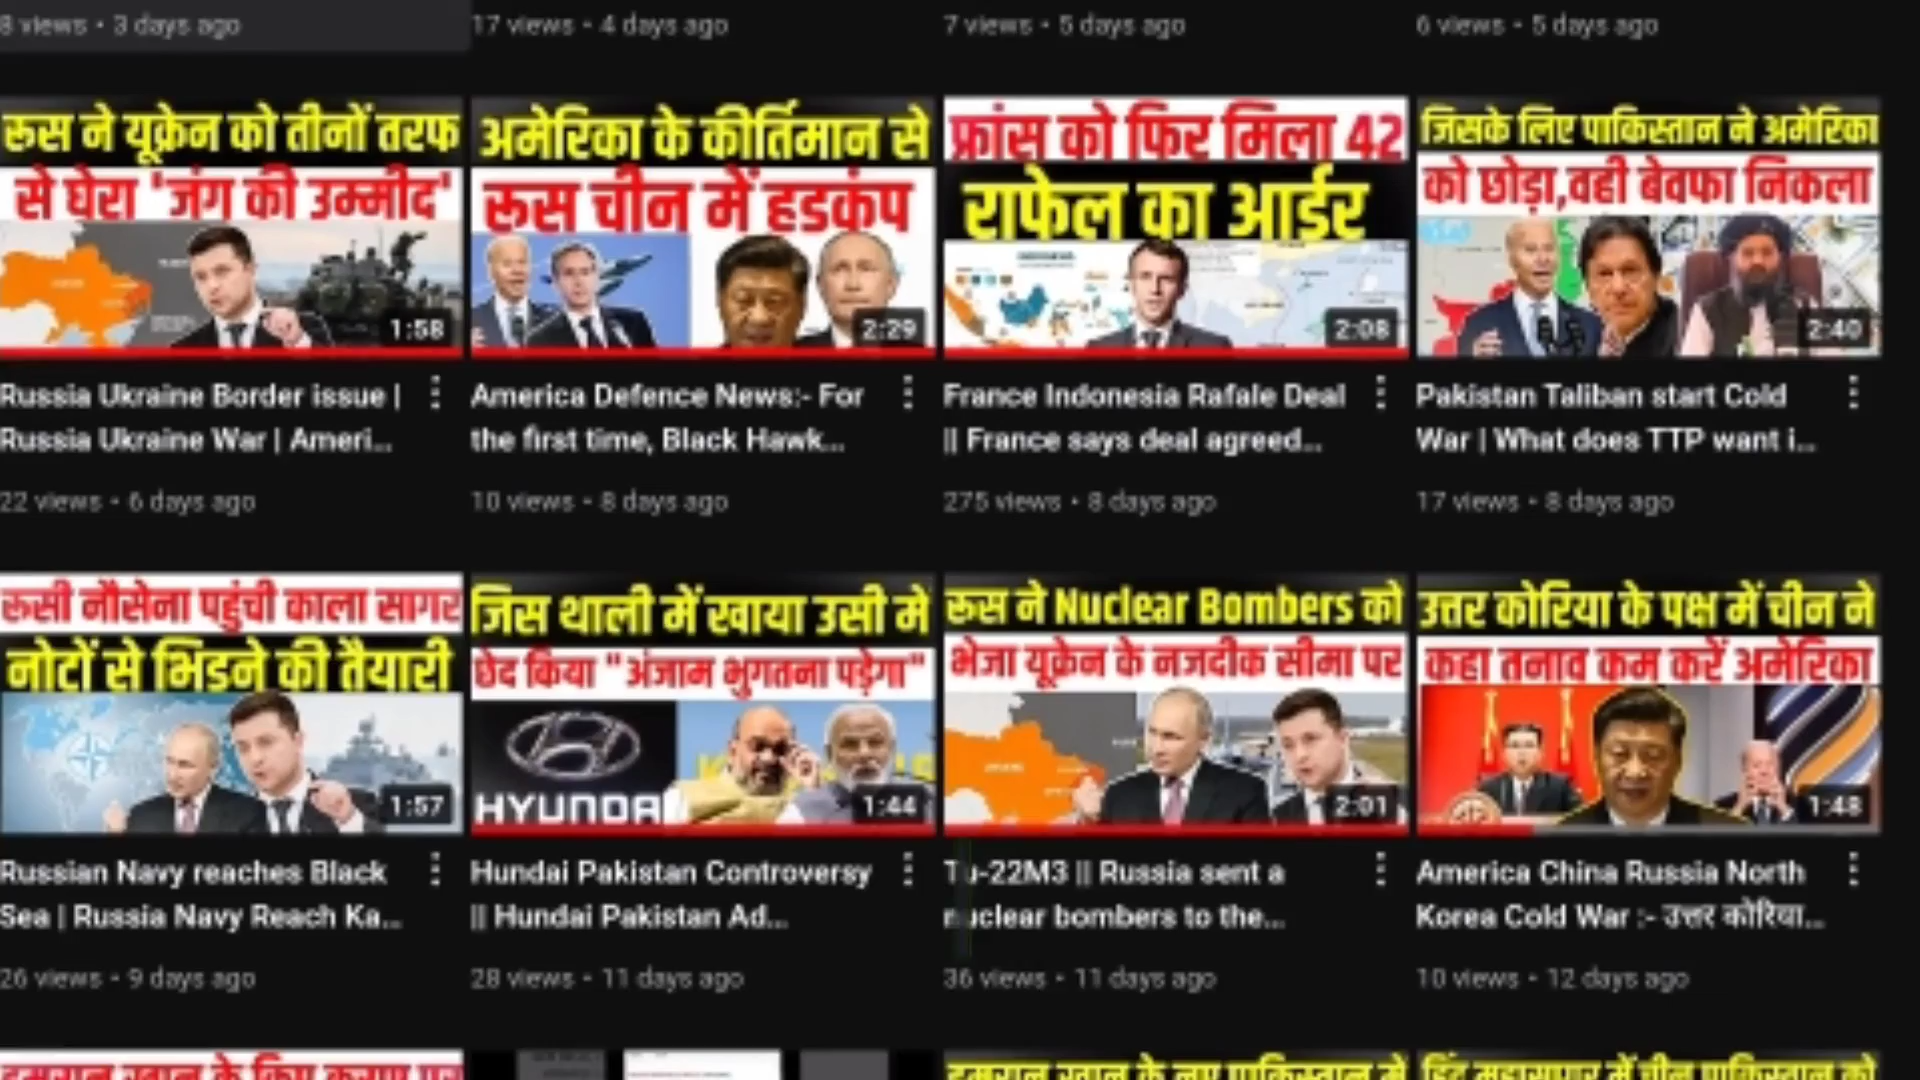 8 views • 3 days ago
17 views • 4 days ago
7 views • 5 days ago
6 views • 5 days ago
रूस ने यूक्रेन को तीनों तरफ
से घेरा 'जंग की उम्मीद'
1:58
अमेरिका के कीर्तिमान से
रूस चीन में हडकंप
2:29
फ्रांस को फिर मिला 42
राफेल का आर्डर
2:08
जिसके लिए पाकिस्तान ने अमेरिका
को छोड़ा,वही बेवफा निकला
2:40
Russia Ukraine Border issue |
Russia Ukraine War | Ameri...
22 views • 6 days ago
America Defence News:- For
the first time, Black Hawk...
10 views • 8 days ago
France Indonesia Rafale Deal
|| France says deal agreed...
275 views • 8 days ago
Pakistan Taliban start Cold
War | What does TTP want i...
17 views • 8 days ago
रूसी नौसेना पहुंची काला सागर
नोटों से भिडने की तैयारी
1:57
जिस थाली में खाया उसी मे
छेद किया "अंजाम भुगतना पड़ेगा"
HYUNDA
1:44
रूस ने Nuclear Bombers को
भेजा यूक्रेन के नजदीक सीमा पर
2:01
उत्तर कोरिया के पक्ष में चीन ने
कहा तनाव कम करें अमेरिका
1:48
Russian Navy reaches Black
Sea | Russia Navy Reach Ka...
26 views • 9 days ago
Hundai Pakistan Controversy
|| Hundai Pakistan Ad...
28 views • 11 days ago
Tu-22M3 || Russia sent a
nuclear bombers to the...
36 views • 11 days ago
America China Russia North
Korea Cold War :- उत्तर कोरिया...
10 views • 12 days ago